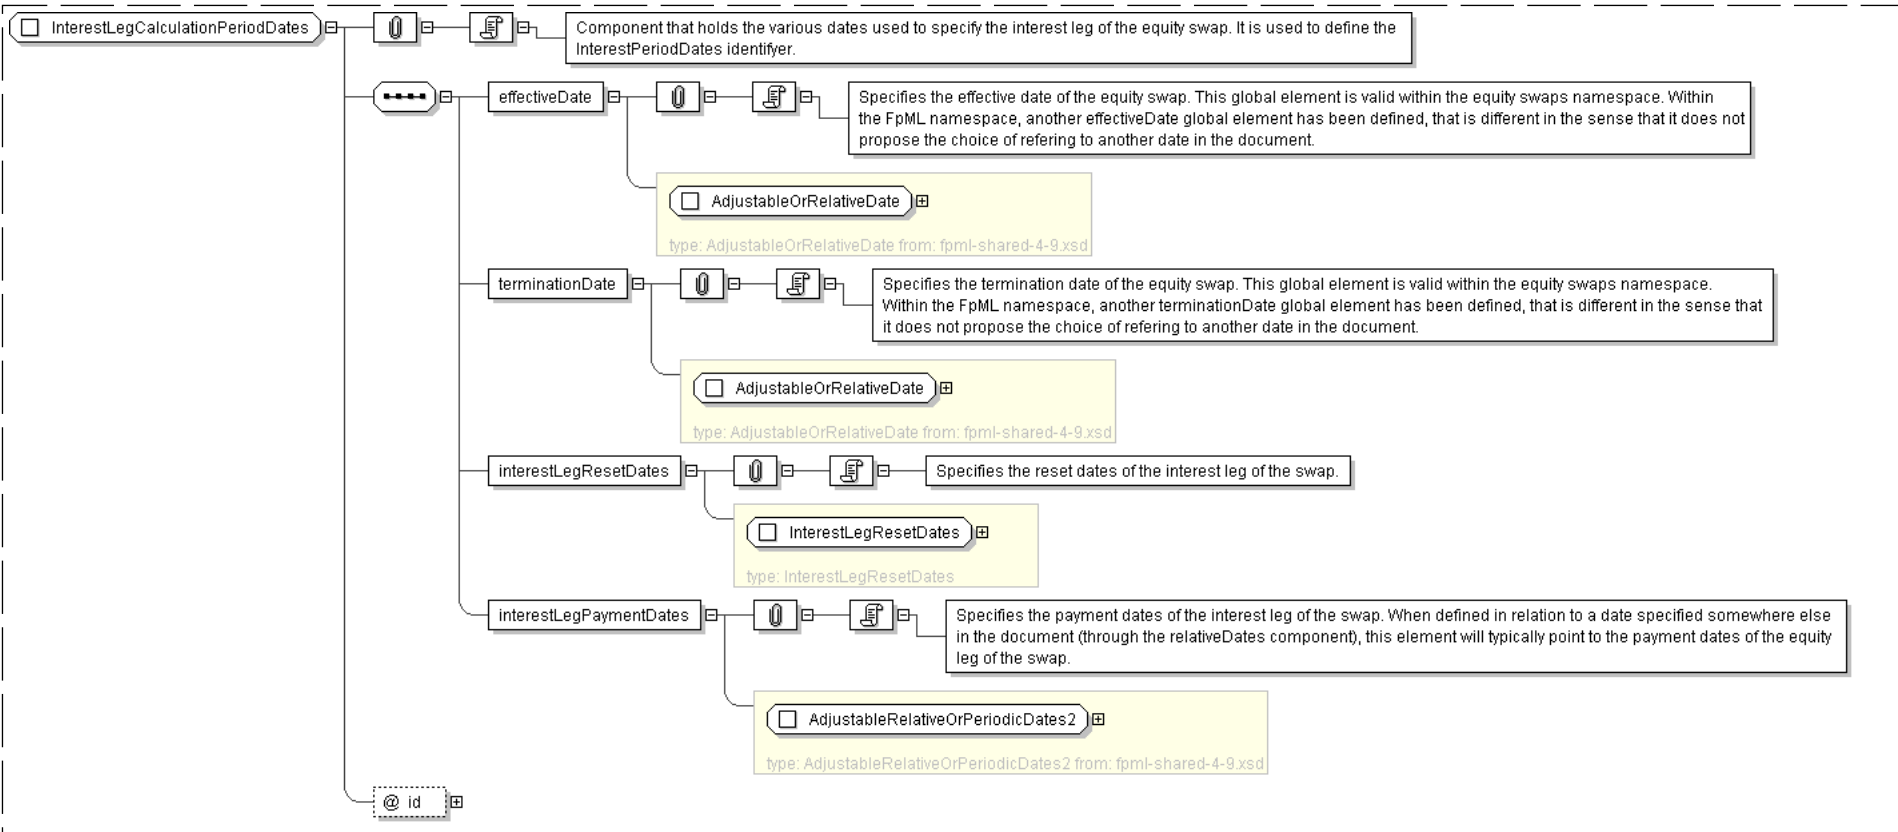 InterestLegCalculationPeriodDates
Component that holds the various dates used to specify the interest leg of the equity swap. It is used to define the
InterestPeriodDates identifyer.
effectiveDate
Specifies the effective date of the equity swap. This global element is valid within the equity swaps namespace. Within
the FpML namespace, another effectiveDate global element has been defined, that is different in the sense that it does not
propose the choice of refering to another date in the document.
AdjustableOrRelativeDate
type: AdjustableOrRelativeDate from: fpml-shared-4-9.xsd
terminationDate
Specifies the termination date of the equity swap. This global element is valid within the equity swaps namespace.
Within the FpML namespace, another terminationDate global element has been defined, that is different in the sense that
it does not propose the choice of refering to another date in the document.
AdjustableOrRelativeDate
type: AdjustableOrRelativeDate from: fpml-shared-4-9.xsd
interestLegResetDates
Specifies the reset dates of the interest leg of the swap.
InterestLegResetDates
type: InterestLegResetDates
interestLegPaymentDates
Specifies the payment dates of the interest leg of the swap. When defined in relation to a date specified somewhere else
in the document (through the relativeDates component), this element will typically point to the payment dates of the equity
leg of the swap.
AdjustableRelativeOrPeriodicDates2
type: AdjustableRelativeOrPeriodicDates2 from: fpml-shared-4-9.xsd
@ id